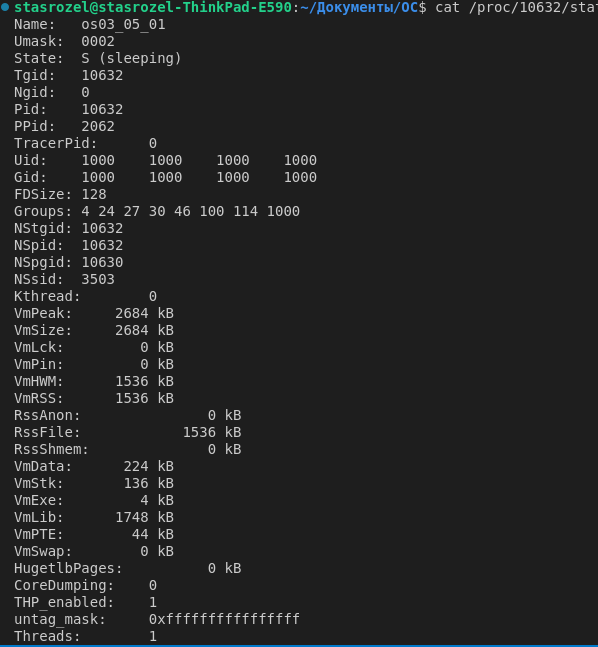 stasrozel@stasrozel-ThinkPad-E590:~/Документы/ОС$ cat /proc/10632/stat
Name:   os03_05_01
Umask:  0002
State:  S (sleeping)
Tgid:   10632
Ngid:   0
Pid:    10632
PPid:   2062
TracerPid:      0
Uid:    1000    1000    1000    1000
Gid:    1000    1000    1000    1000
FDSize: 128
Groups: 4 24 27 30 46 100 114 1000
NStgid: 10632
NSpid:  10632
NSpgid: 10630
NSsid:  3503
Kthread:        0
VmPeak:     2684 kB
VmSize:     2684 kB
VmLck:         0 kB
VmPin:         0 kB
VmHWM:      1536 kB
VmRSS:      1536 kB
RssAnon:               0 kB
RssFile:            1536 kB
RssShmem:              0 kB
VmData:      224 kB
VmStk:       136 kB
VmExe:         4 kB
VmLib:      1748 kB
VmPTE:        44 kB
VmSwap:        0 kB
HugetlbPages:          0 kB
CoreDumping:    0
THP_enabled:    1
untag_mask:     0xffffffffffffffff
Threads:        1